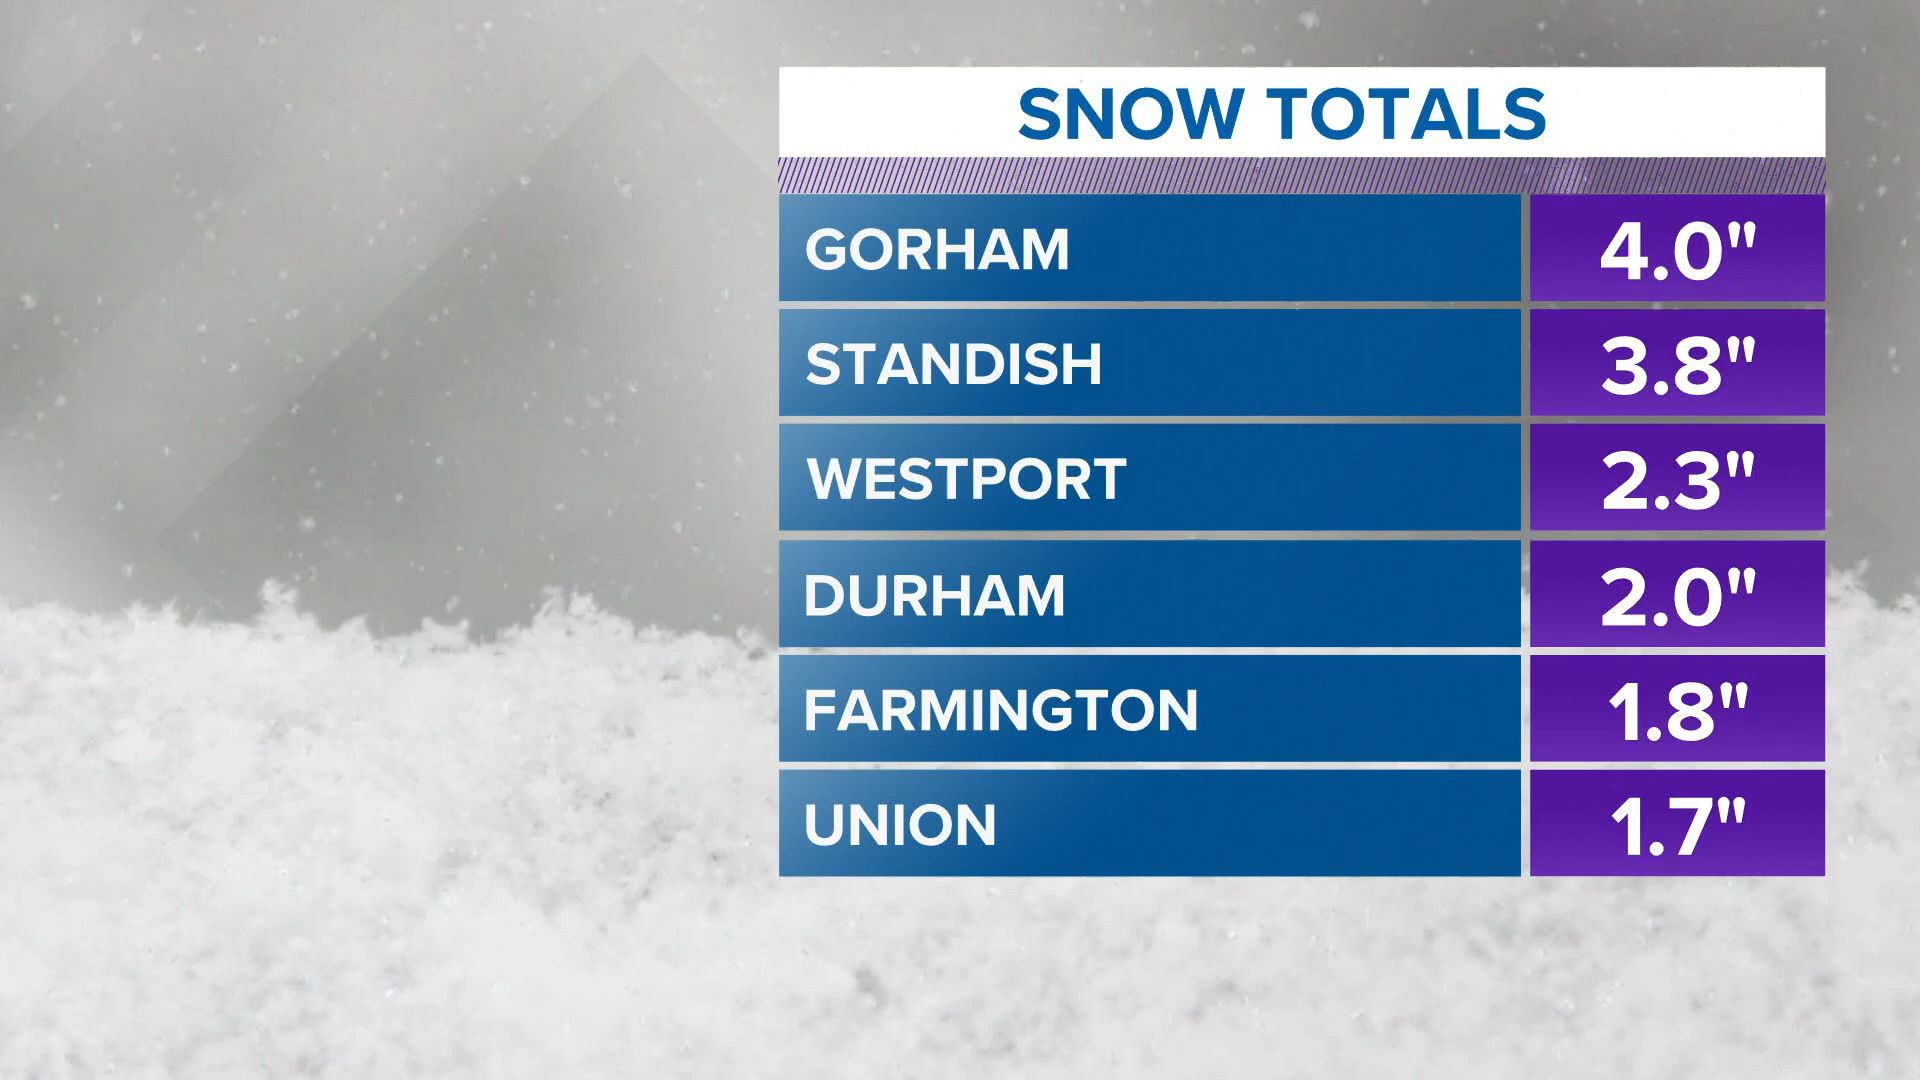 SNOW TOTALS
GORHAM 4.0"
STANDISH 3.8"
WESTPORT 2.3"
DURHAM 2.0"
FARMINGTON 1.8"
UNION 1.7"